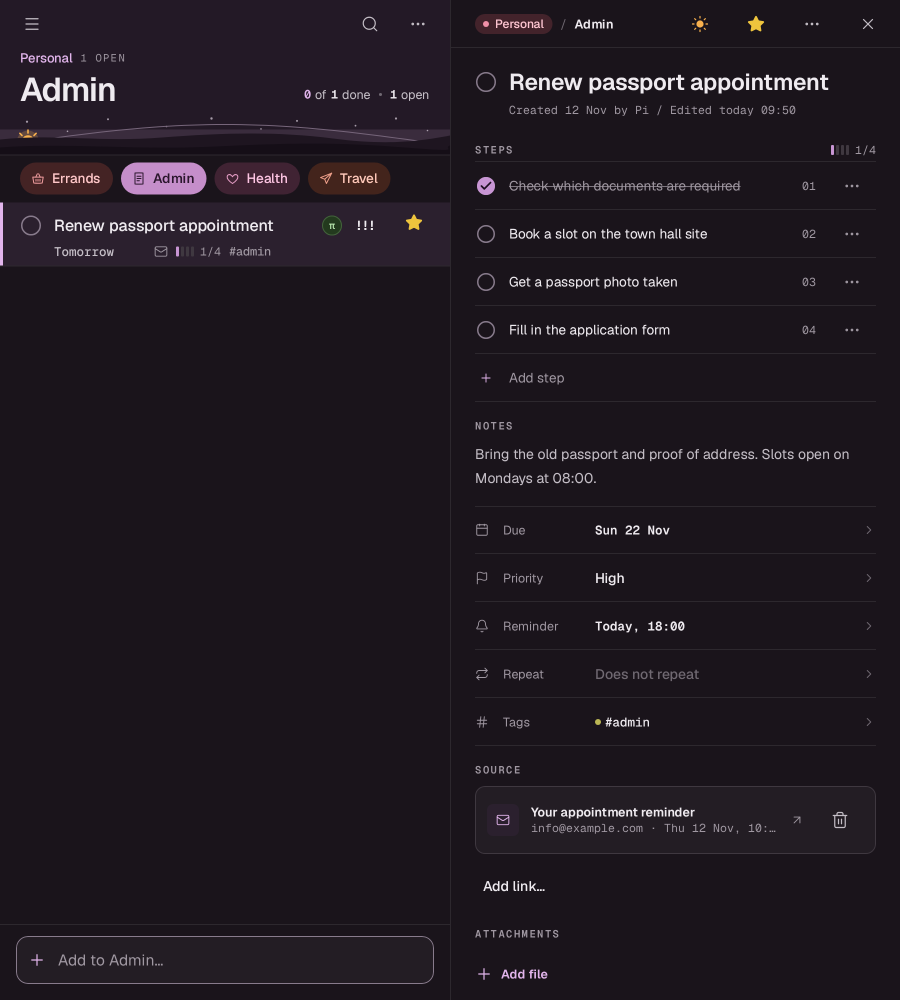 Personal 1 OPEN
Admin
0 of 1 done • 1 open
Errands
Admin
Health
Travel
Renew passport appointment
π
!!!
Tomorrow
1/4 #admin
Add to Admin…
Personal / Admin
Renew passport appointment
Created 12 Nov by Pi / Edited today 09:50
STEPS
1/4
Check which documents are required 01
Book a slot on the town hall site 02
Get a passport photo taken 03
Fill in the application form 04
Add step
NOTES
Bring the old passport and proof of address. Slots open on
Mondays at 08:00.
Due Sun 22 Nov
Priority High
Reminder Today, 18:00
Repeat Does not repeat
Tags #admin
SOURCE
Your appointment reminder
info@example.com · Thu 12 Nov, 10:…
Add link…
ATTACHMENTS
Add file